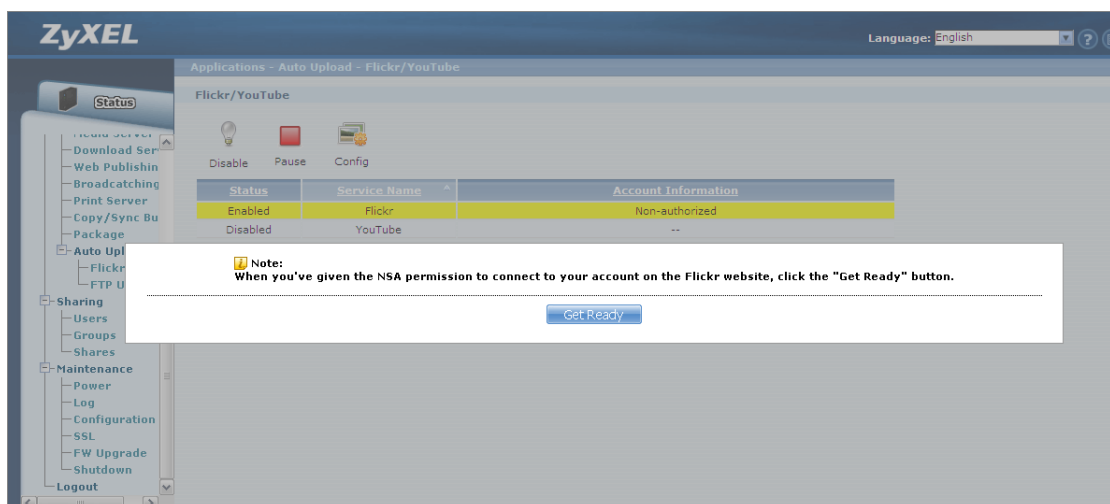 ZyXEL
Language: English
Applications - Auto Upload - Flickr/YouTube
Status
Flickr/YouTube
Disable Pause Config
Download Ser
Web Publishin
Broadcatching
Print Server
Copy/Sync Bu
Package
Auto Upl
Flickr
FTP U
Sharing
Users
Groups
Shares
Maintenance
Power
Log
Configuration
SSL
FW Upgrade
Shutdown
Logout
Status Service Name Account Information
Enabled Flickr Non-authorized
Disabled YouTube --
Note:
When you've given the NSA permission to connect to your account on the Flickr website, click the "Get Ready" button.
Get Ready